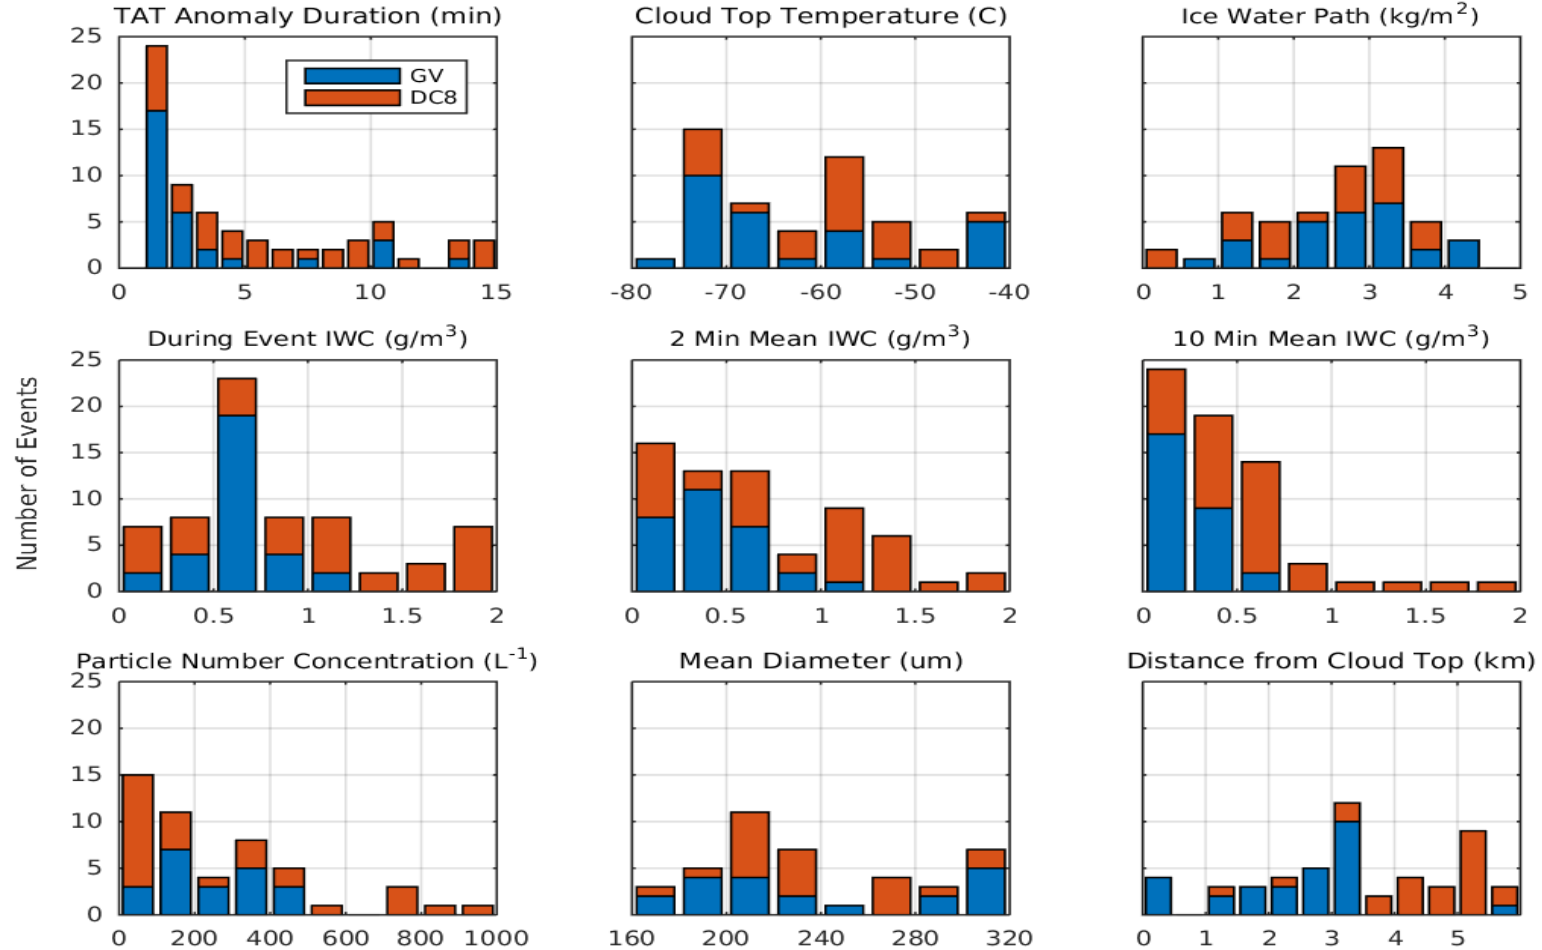 TAT Anomaly Duration (min)
Cloud Top Temperature (C)
Ice Water Path (kg/m²)
25
20
15
10
5
0
GV
DC8
0 5 10 15
-80 -70 -60 -50 -40
0 1 2 3 4 5
During Event IWC (g/m³)
2 Min Mean IWC (g/m³)
10 Min Mean IWC (g/m³)
Number of Events
25
20
15
10
5
0
0 0.5 1 1.5 2
0 0.5 1 1.5 2
0 0.5 1 1.5 2
Particle Number Concentration (L⁻¹)
Mean Diameter (um)
Distance from Cloud Top (km)
25
20
15
10
5
0
0 200 400 600 800 1000
160 200 240 280 320
0 1 2 3 4 5